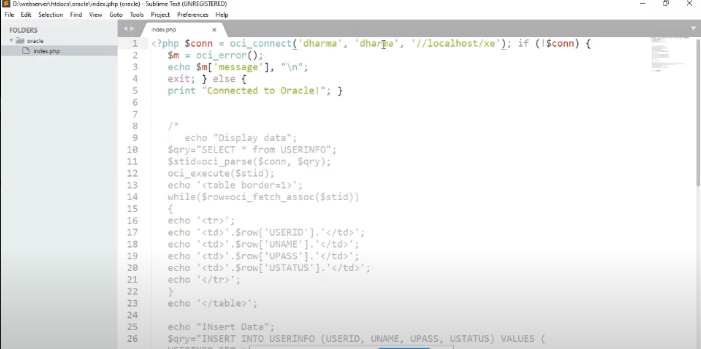 D:\webserver\htdocs\oracle\index.php (oracle) - Sublime Text (UNREGISTERED)
File Edit Selection Find View Goto Tools Project Preferences Help
FOLDERS
oracle
index.php
index.php
1 <?php $conn = oci_connect('dharma', 'dharma', '//localhost/xe'); if (!$conn) {
2 $m = oci_error();
3 echo $m['message'], "\n";
4 exit; } else {
5 print "Connected to Oracle!"; }
6
7
8 /*
9 echo "Display data";
10 $qry="SELECT * from USERINFO";
11 $stid=oci_parse($conn, $qry);
12 oci_execute($stid);
13 echo '<table border=1>';
14 while($row=oci_fetch_assoc($stid))
15 {
16 echo '<tr>';
17 echo '<td>'.$row['USERID'].'</td>';
18 echo '<td>'.$row['UNAME'].'</td>';
19 echo '<td>'.$row['UPASS'].'</td>';
20 echo '<td>'.$row['USTATUS'].'</td>';
21 echo '</tr>';
22 }
23 echo '</table>';
24
25 echo "INsert Data";
26 $qry="INSERT INTO USERINFO (USERID, UNAME, UPASS, USTATUS) VALUES (